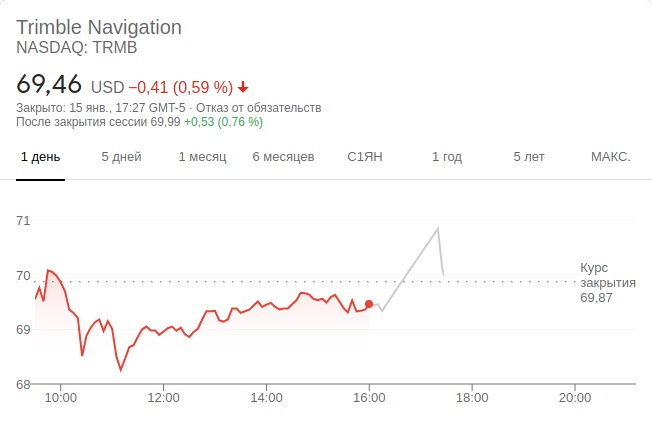 Trimble Navigation
NASDAQ: TRMB
69,46 USD −0,41 (0,59 %)
Закрыто: 15 янв., 17:27 GMT-5 · Отказ от обязательств
После закрытия сессии 69,99 +0,53 (0,76 %)
1 день 5 дней 1 месяц 6 месяцев С1ЯН 1 год 5 лет МАКС.
71
70
69
68
Курс
закрытия
69,87
10:00 12:00 14:00 16:00 18:00 20:00